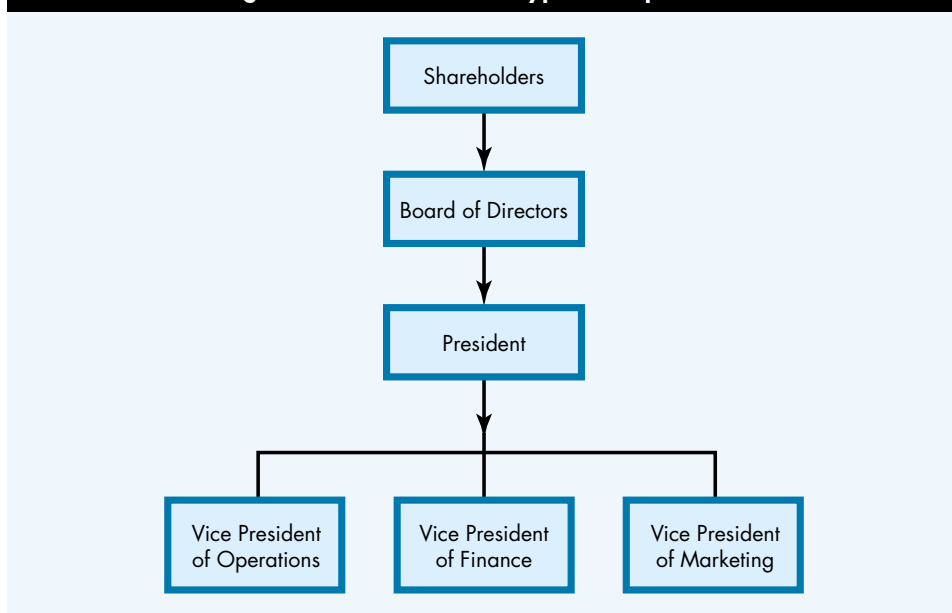 Shareholders
Board of Directors
President
Vice President
of Operations
Vice President
of Finance
Vice President
of Marketing